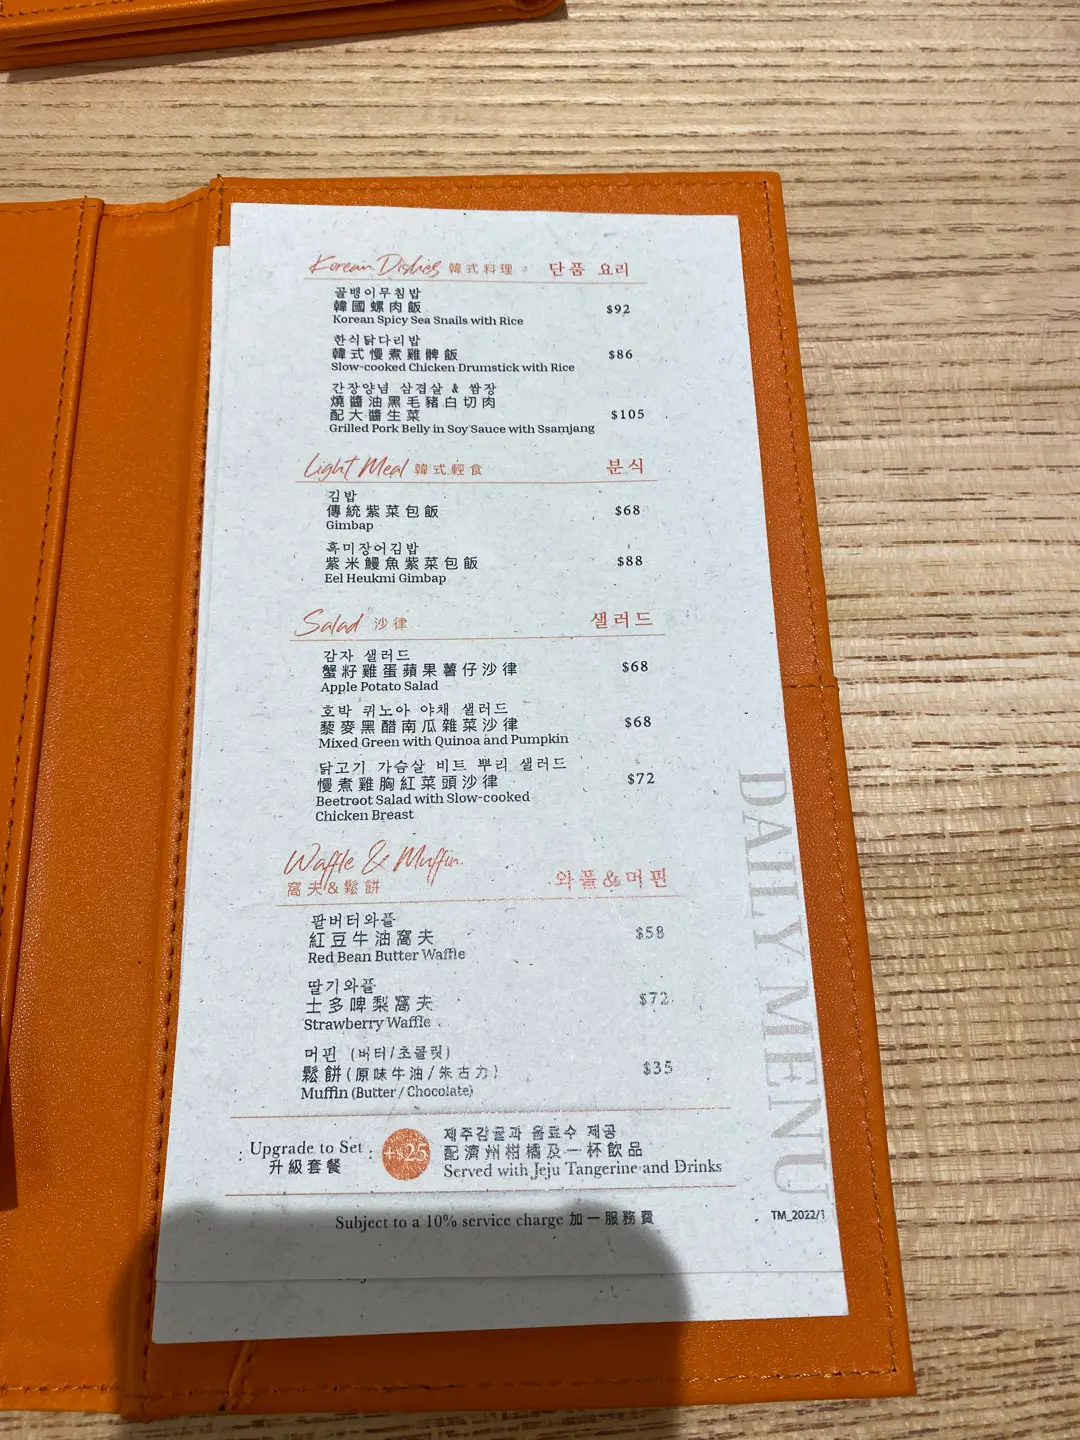 Korean Dishes 韓式料理 단품 요리
골뱅이무침밥
韓國螺肉飯
Korean Spicy Sea Snails with Rice
$92
한식닭다리밥
韓式慢煮雞髀飯
Slow-cooked Chicken Drumstick with Rice
$86
간장양념 삼겹살 & 쌈장
燒醬油黑毛豬白切肉
配大醬生菜
Grilled Pork Belly in Soy Sauce with Ssamjang
$105
Light Meal 韓式輕食 분식
김밥
傳統紫菜包飯
Gimbap
$68
흑미장어김밥
紫米鰻魚紫菜包飯
Eel Heukmi Gimbap
$88
Salad 沙律 샐러드
감자 샐러드
蟹籽雞蛋蘋果薯仔沙律
Apple Potato Salad
$68
호박 퀴노아 야채 샐러드
藜麥黑醋南瓜雜菜沙律
Mixed Green with Quinoa and Pumpkin
$68
닭고기 가슴살 비트 뿌리 샐러드
慢煮雞胸紅菜頭沙律
Beetroot Salad with Slow-cooked
Chicken Breast
$72
Waffle & Muffin
窩夫&鬆餅 와플&머핀
팥버터와플
紅豆牛油窩夫
Red Bean Butter Waffle
$58
딸기와플
士多啤梨窩夫
Strawberry Waffle
$72
머핀 (버터/초콜릿)
鬆餅(原味牛油/朱古力)
Muffin (Butter / Chocolate)
$35
: Upgrade to Set :
升級套餐
+$25
제주감귤과 음료수 제공
配濟州柑橘及一杯飲品
Served with Jeju Tangerine and Drinks
Subject to a 10% service charge 加一服務費
DAILY MENU
TM_2022/1